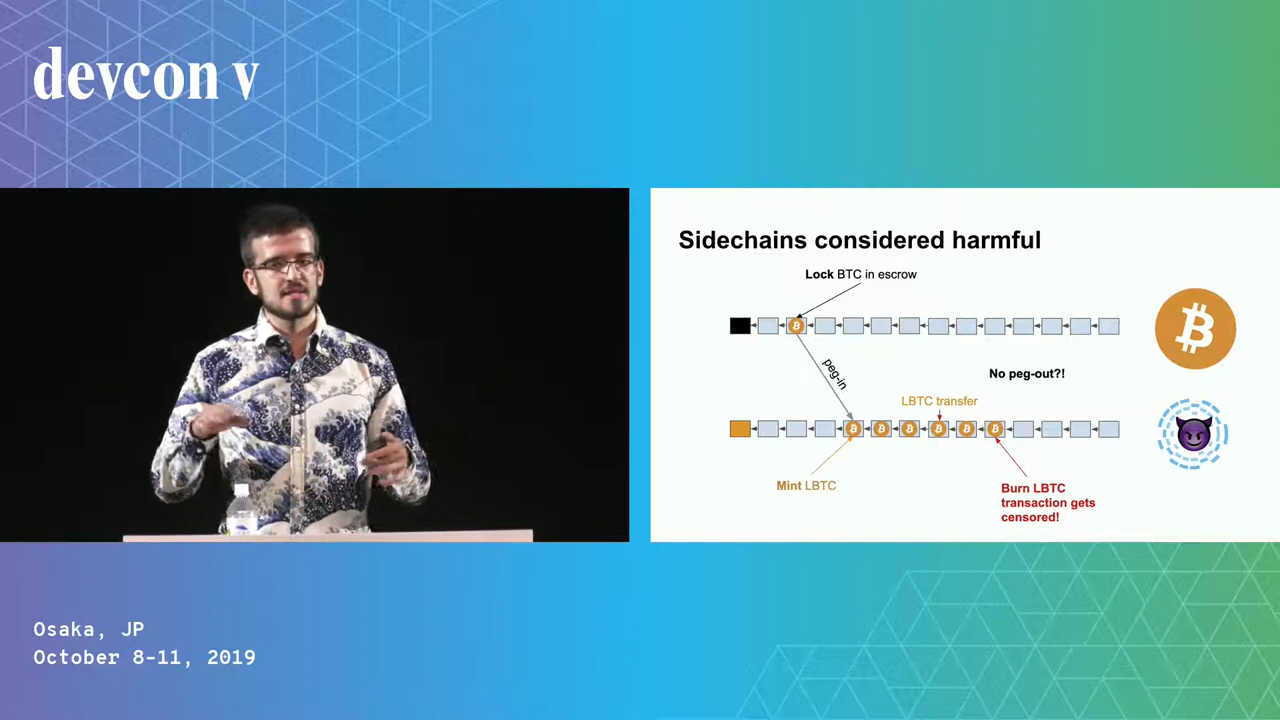 devcon v
Sidechains considered harmful
Lock BTC in escrow
peg-in
No peg-out?!
LBTC transfer
Mint LBTC
Burn LBTC
transaction gets
censored!
Osaka, JP
October 8-11, 2019